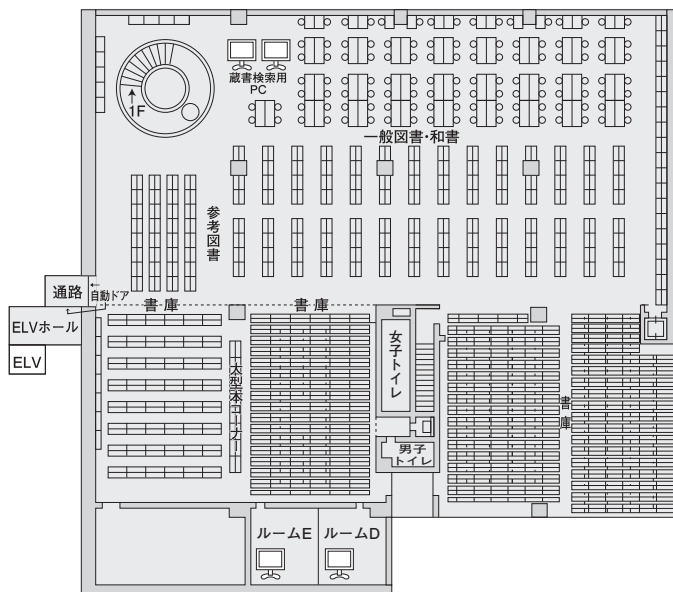 蔵書検索用
PC
1F
一般図書・和書
参考図書
通路
自動ドア
ELVホール
ELV
書庫
書庫
大型本コーナー
女子トイレ
男子
トイレ
書庫
ルームE
ルームD